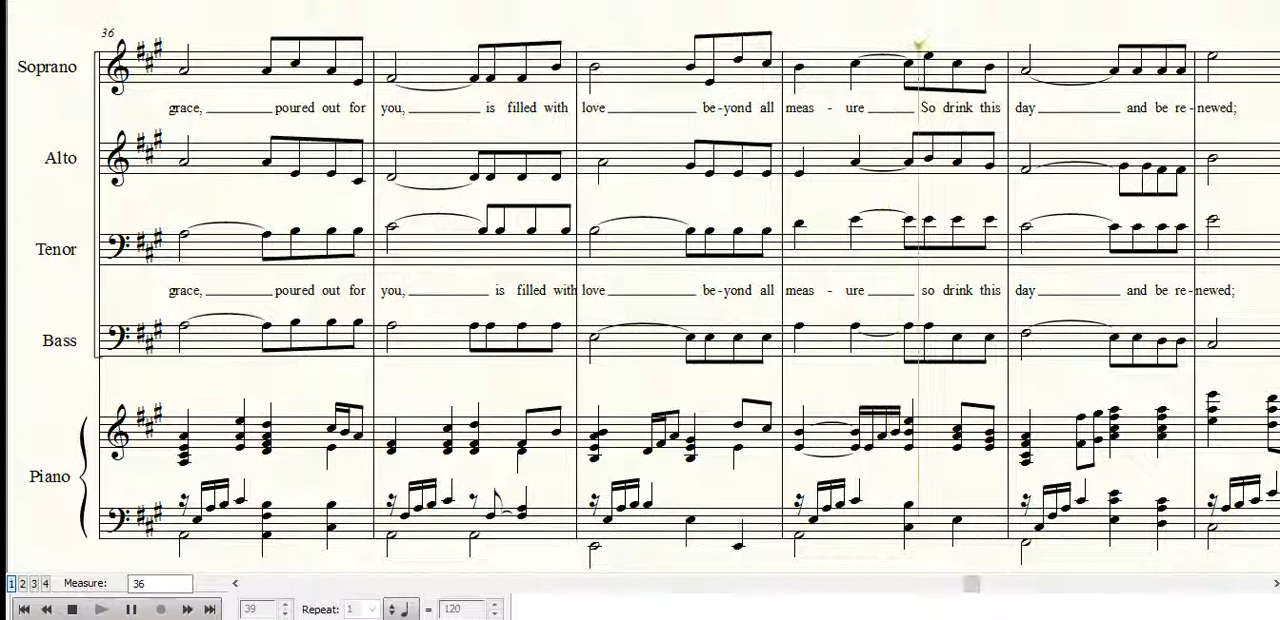 36
Soprano
grace, poured out for you, is filled with love be-yond all meas - ure So drink this day and be re-newed;
Alto
Tenor
grace, poured out for you, is filled with love be-yond all meas - ure so drink this day and be re-newed;
Bass
Piano
1 2 3 4 Measure: 36
39 Repeat: 1 = 120